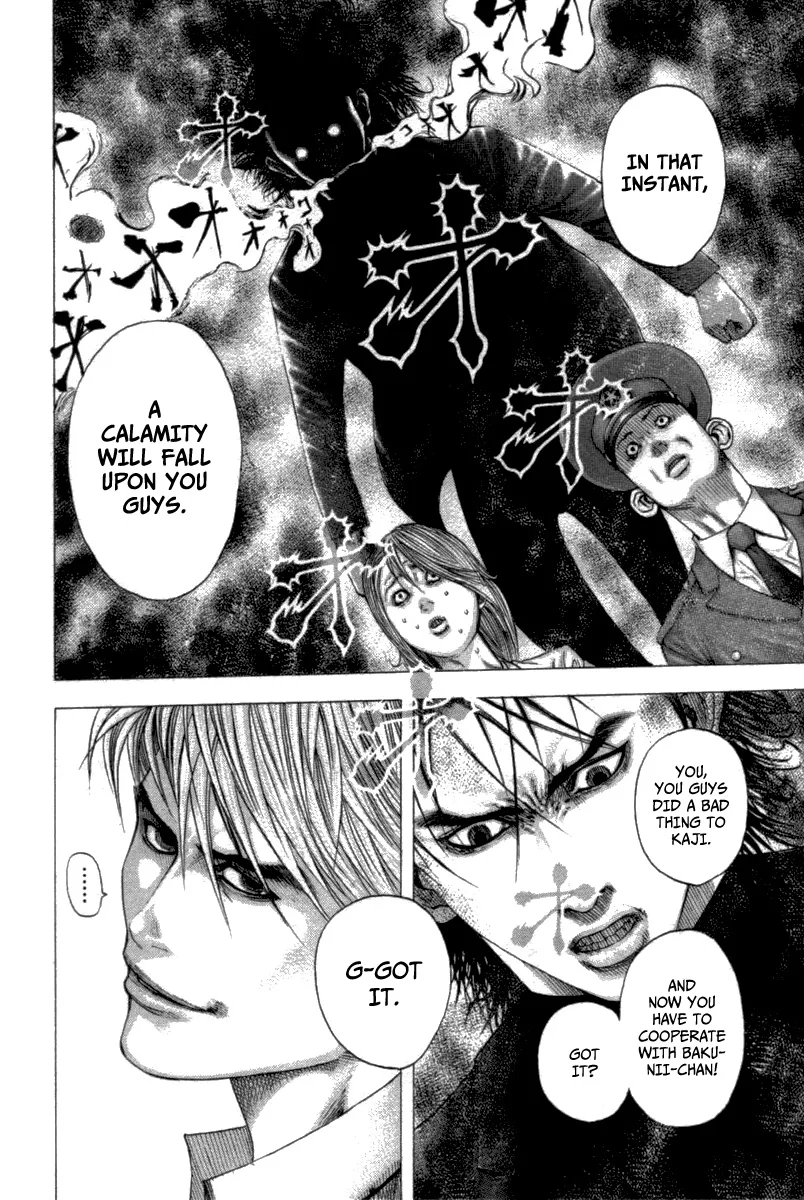 IN THAT
INSTANT,
A
CALAMITY
WILL FALL
UPON YOU
GUYS.
YOU,
YOU GUYS
DID A BAD
THING TO
KAJI.
AND
NOW YOU
HAVE TO
COOPERATE
WITH BAKU-
NII-CHAN!
GOT
IT?
G-GOT
IT.
......